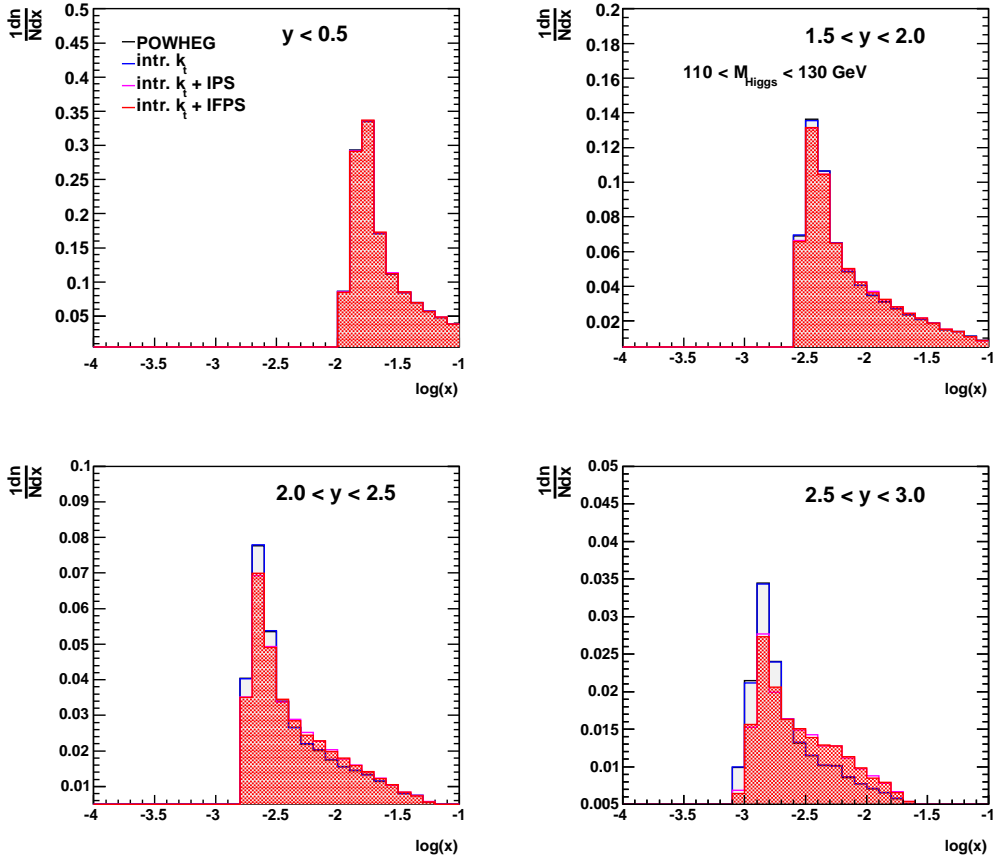 1dn
Ndx
0.5
0.45
0.4
0.35
0.3
0.25
0.2
0.15
0.1
0.05
y < 0.5
POWHEG
intr. k_t
intr. k_t + IPS
intr. k_t + IFPS
-4 -3.5 -3 -2.5 -2 -1.5 -1
log(x)
1dn
Ndx
0.2
0.18
0.16
0.14
0.12
0.1
0.08
0.06
0.04
0.02
1.5 < y < 2.0
110 < M_Higgs < 130 GeV
-4 -3.5 -3 -2.5 -2 -1.5 -1
log(x)
1dn
Ndx
0.1
0.09
0.08
0.07
0.06
0.05
0.04
0.03
0.02
0.01
2.0 < y < 2.5
-4 -3.5 -3 -2.5 -2 -1.5 -1
log(x)
1dn
Ndx
0.05
0.045
0.04
0.035
0.03
0.025
0.02
0.015
0.01
0.005
2.5 < y < 3.0
-4 -3.5 -3 -2.5 -2 -1.5 -1
log(x)